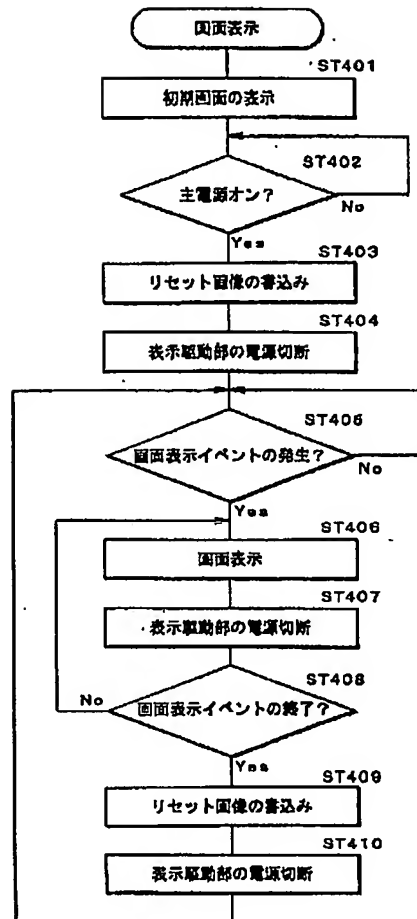 画面表示
ST401
初期画面の表示
ST402
主電源オン?
No
Yes
ST403
リセット画像の書込み
ST404
表示駆動部の電源切断
ST405
画面表示イベントの発生?
No
Yes
ST406
画面表示
ST407
表示駆動部の電源切断
ST408
No
画面表示イベントの終了?
Yes
ST409
リセット画像の書込み
ST410
表示駆動部の電源切断